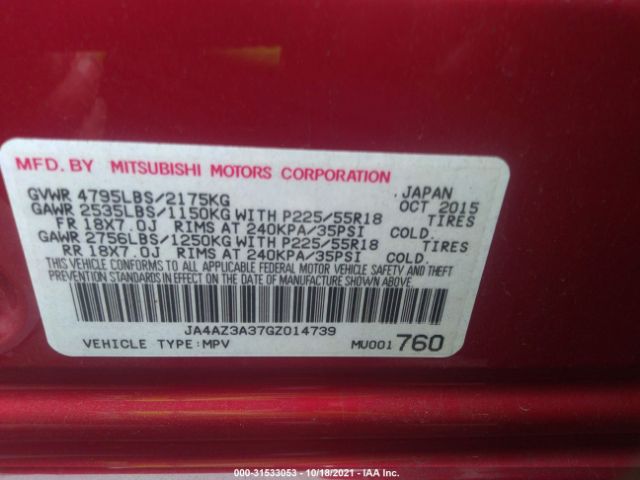 MFD. BY MITSUBISHI MOTORS CORPORATION
GVWR 4795LBS/2175KG JAPAN OCT 2015
GAWR 2535LBS/1150KG WITH P225/55R18 TIRES
FR 18X7.0J RIMS AT 240KPA/35PSI COLD.
GAWR 2756LBS/1250KG WITH P225/55R18 TIRES
RR 18X7.0J RIMS AT 240KPA/35PSI COLD.
THIS VEHICLE CONFORMS TO ALL APPLICABLE FEDERAL MOTOR VEHICLE SAFETY AND THEFT
PREVENTION STANDARDS IN EFFECT ON THE DATE OF MANUFACTURE SHOWN ABOVE.
JA4AZ3A37GZ014739
VEHICLE TYPE:MPV MU001 760
000-31533053 - 10/18/2021 - IAA Inc.